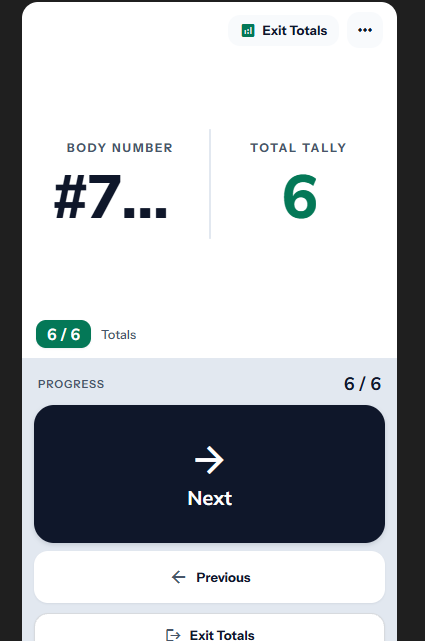 Exit Totals
BODY NUMBER
#7...
TOTAL TALLY
6
6 / 6 Totals
PROGRESS 6 / 6
Next
Previous
Exit Totals